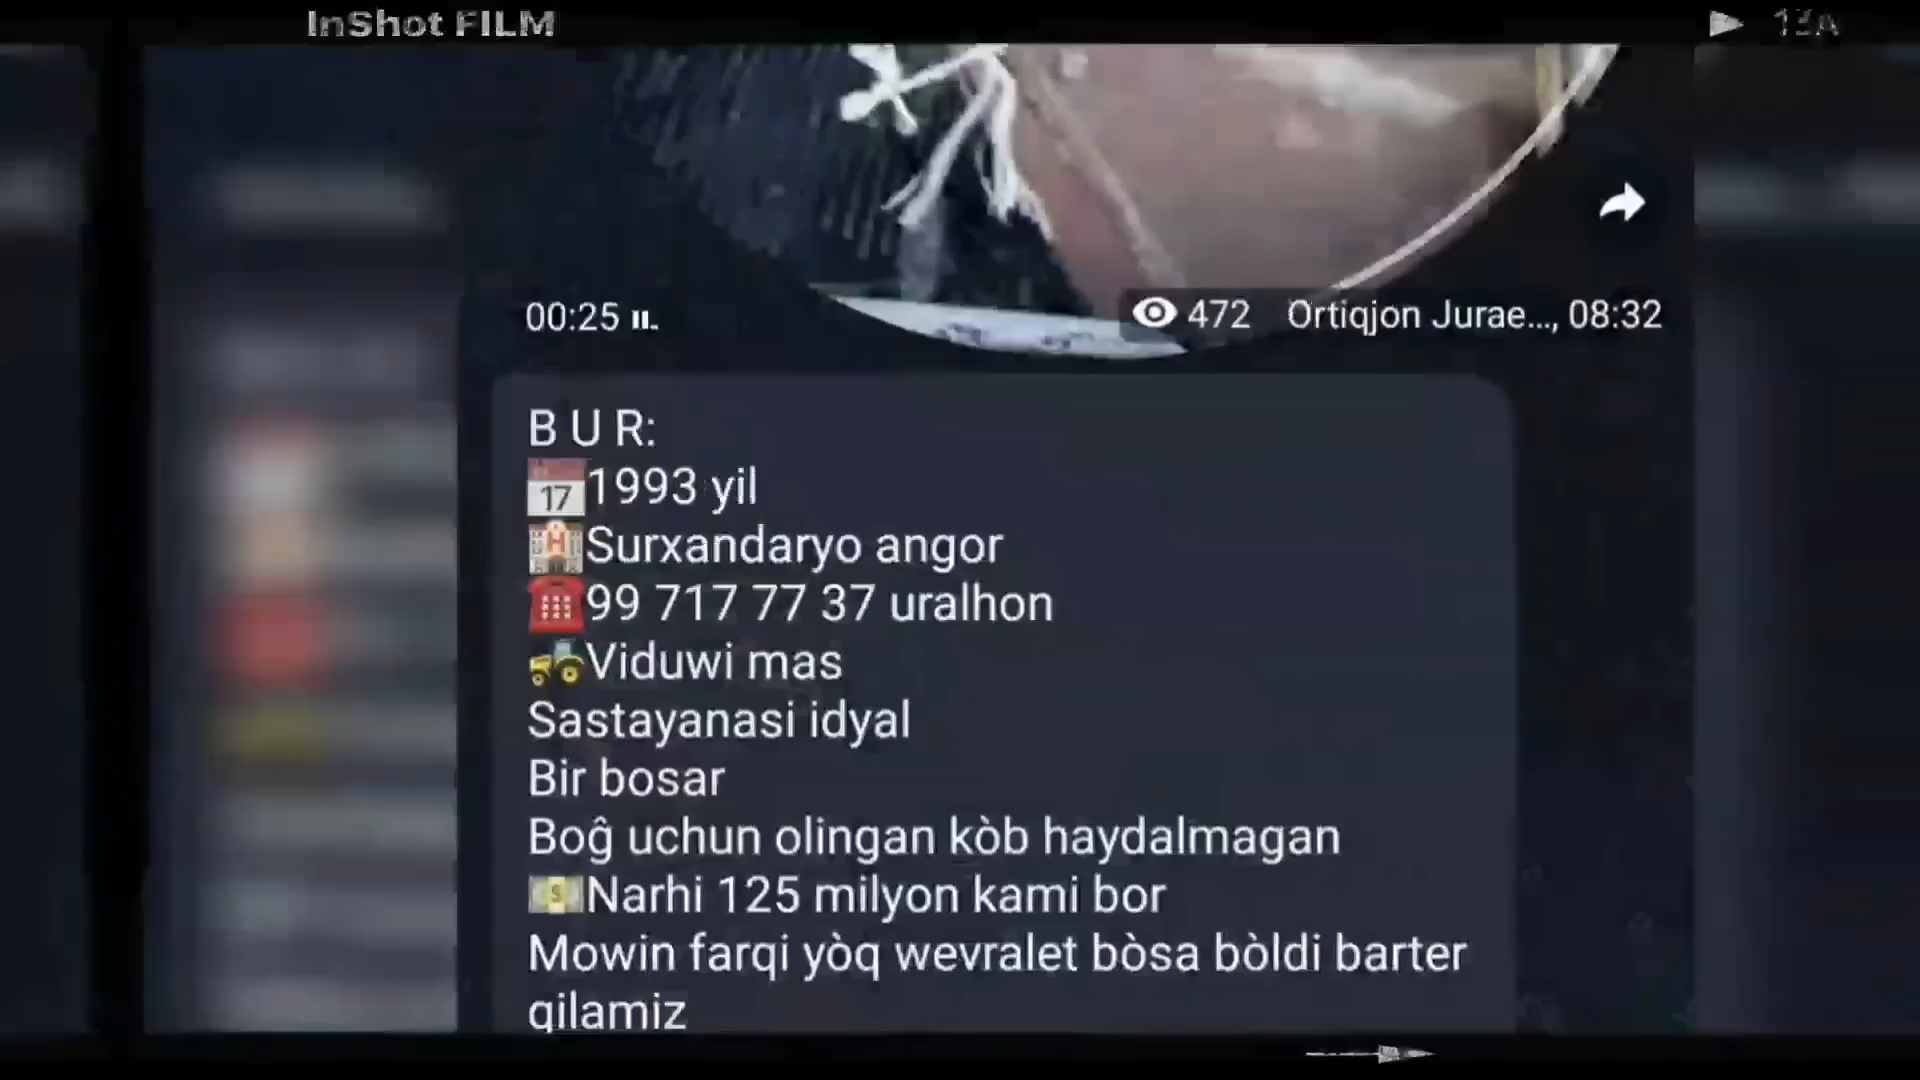 InShot FILM
13A
00:25
472 Ortiqjon Jurae..., 08:32
B U R:
17 1993 yil
H Surxandaryo angor
99 717 77 37 uralhon
Viduwi mas
Sastayanasi idyal
Bir bosar
Boĝ uchun olingan kòb haydalmagan
$ Narhi 125 milyon kami bor
Mowin farqi yòq wevralet bòsa bòldi barter
qilamiz